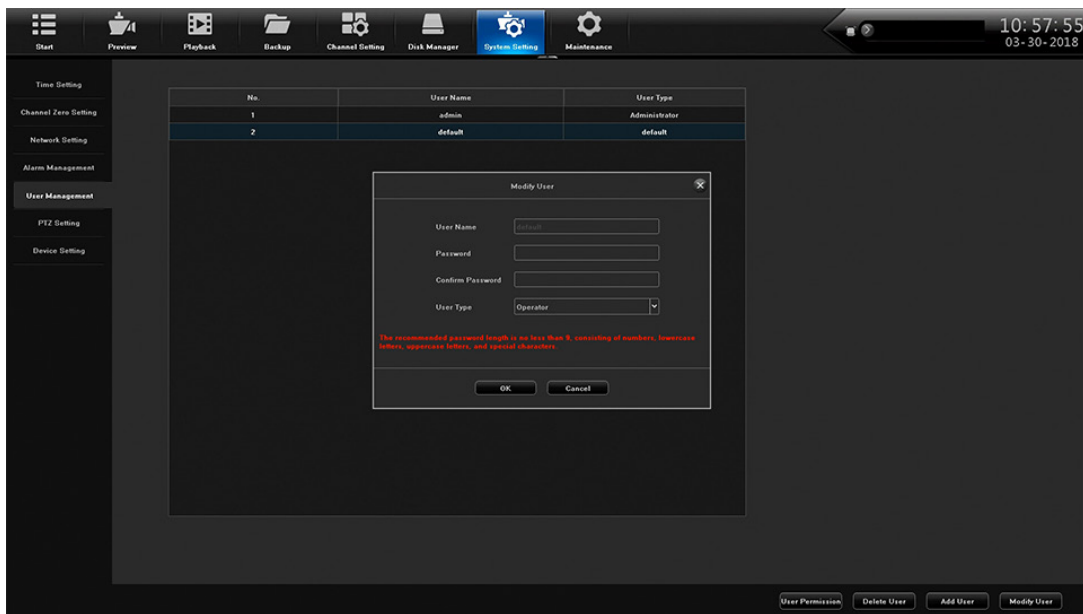 10:57:55
03-30-2018
Start Preview Playback Backup Channel Setting Disk Manager System Setting Maintenance
Time Setting
Channel Zero Setting
Network Setting
Alarm Management
User Management
PTZ Setting
Device Setting
No. User Name User Type
1 admin Administrator
2 default default
Modify User
User Name default
Password
Confirm Password
User Type Operator
The recommended password length is no less than 9, consisting of numbers, lowercase
letters, uppercase letters, and special characters.
OK Cancel
User Permission Delete User Add User Modify User